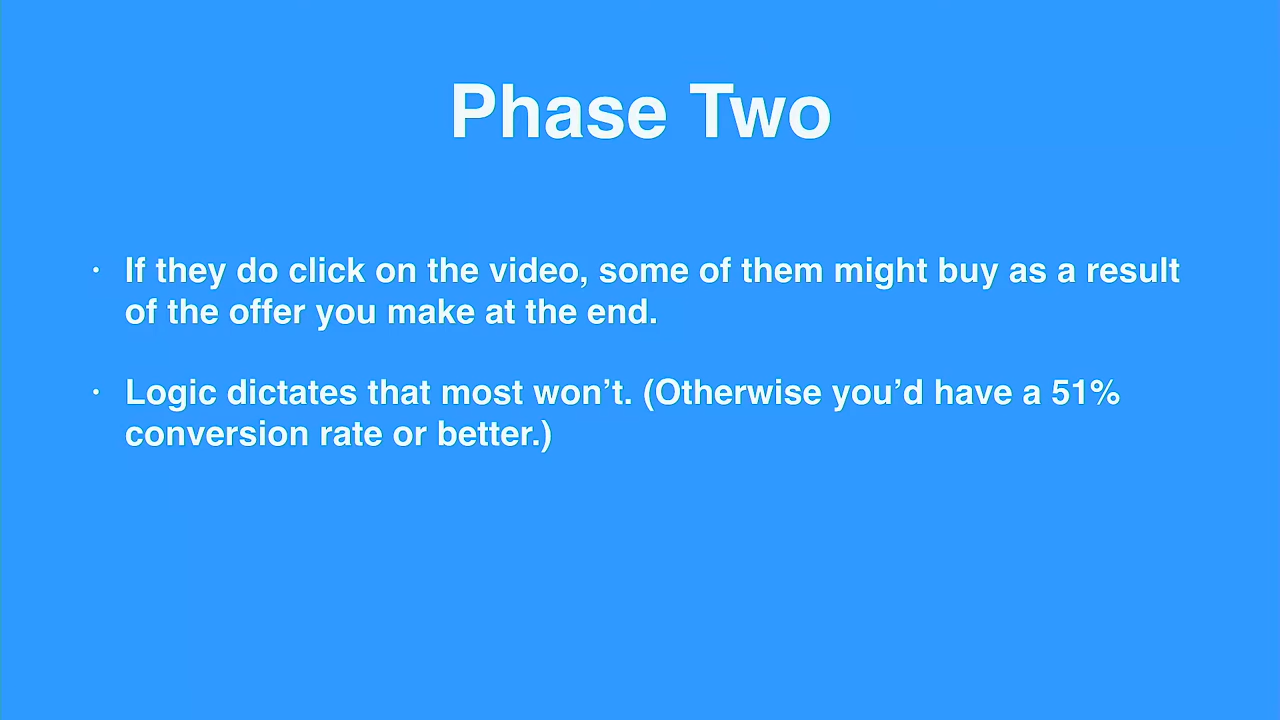 Phase Two
· If they do click on the video, some of them might buy as a result
of the offer you make at the end.
· Logic dictates that most won’t. (Otherwise you’d have a 51%
conversion rate or better.)